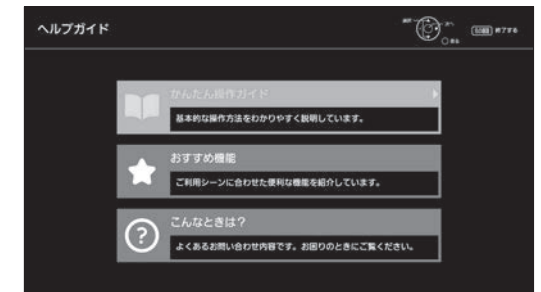 ヘルプガイド
終了する
かんたん操作ガイド
基本的な操作方法をわかりやすく説明しています。
おすすめ機能
ご利用シーンに合わせた便利な機能を紹介しています。
こんなときは？
よくあるお問い合わせ内容です。お困りのときにご覧ください。